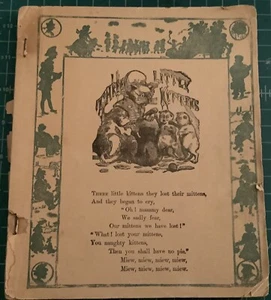 THREE LITTLE KITTENS
THREE little kittens they lost their mittens,
And they began to cry,
"Oh! mammy dear,
We sadly fear,
Our mittens we have lost!"
"What! lost your mittens,
You naughty kittens,
Then you shall have no pie."
Miew, miew, miew, miew,
Miew, miew, miew, miew.